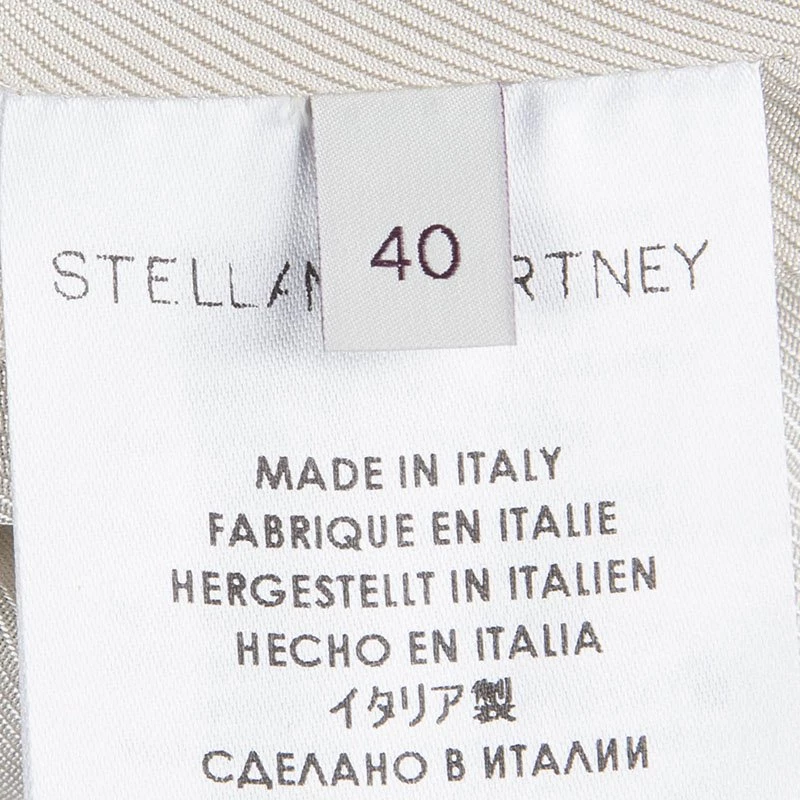 STELLA RTNEY
40
MADE IN ITALY
FABRIQUE EN ITALIE
HERGESTELLT IN ITALIEN
HECHO EN ITALIA
イタリア製
СДЕЛАНО В ИТАЛИИ